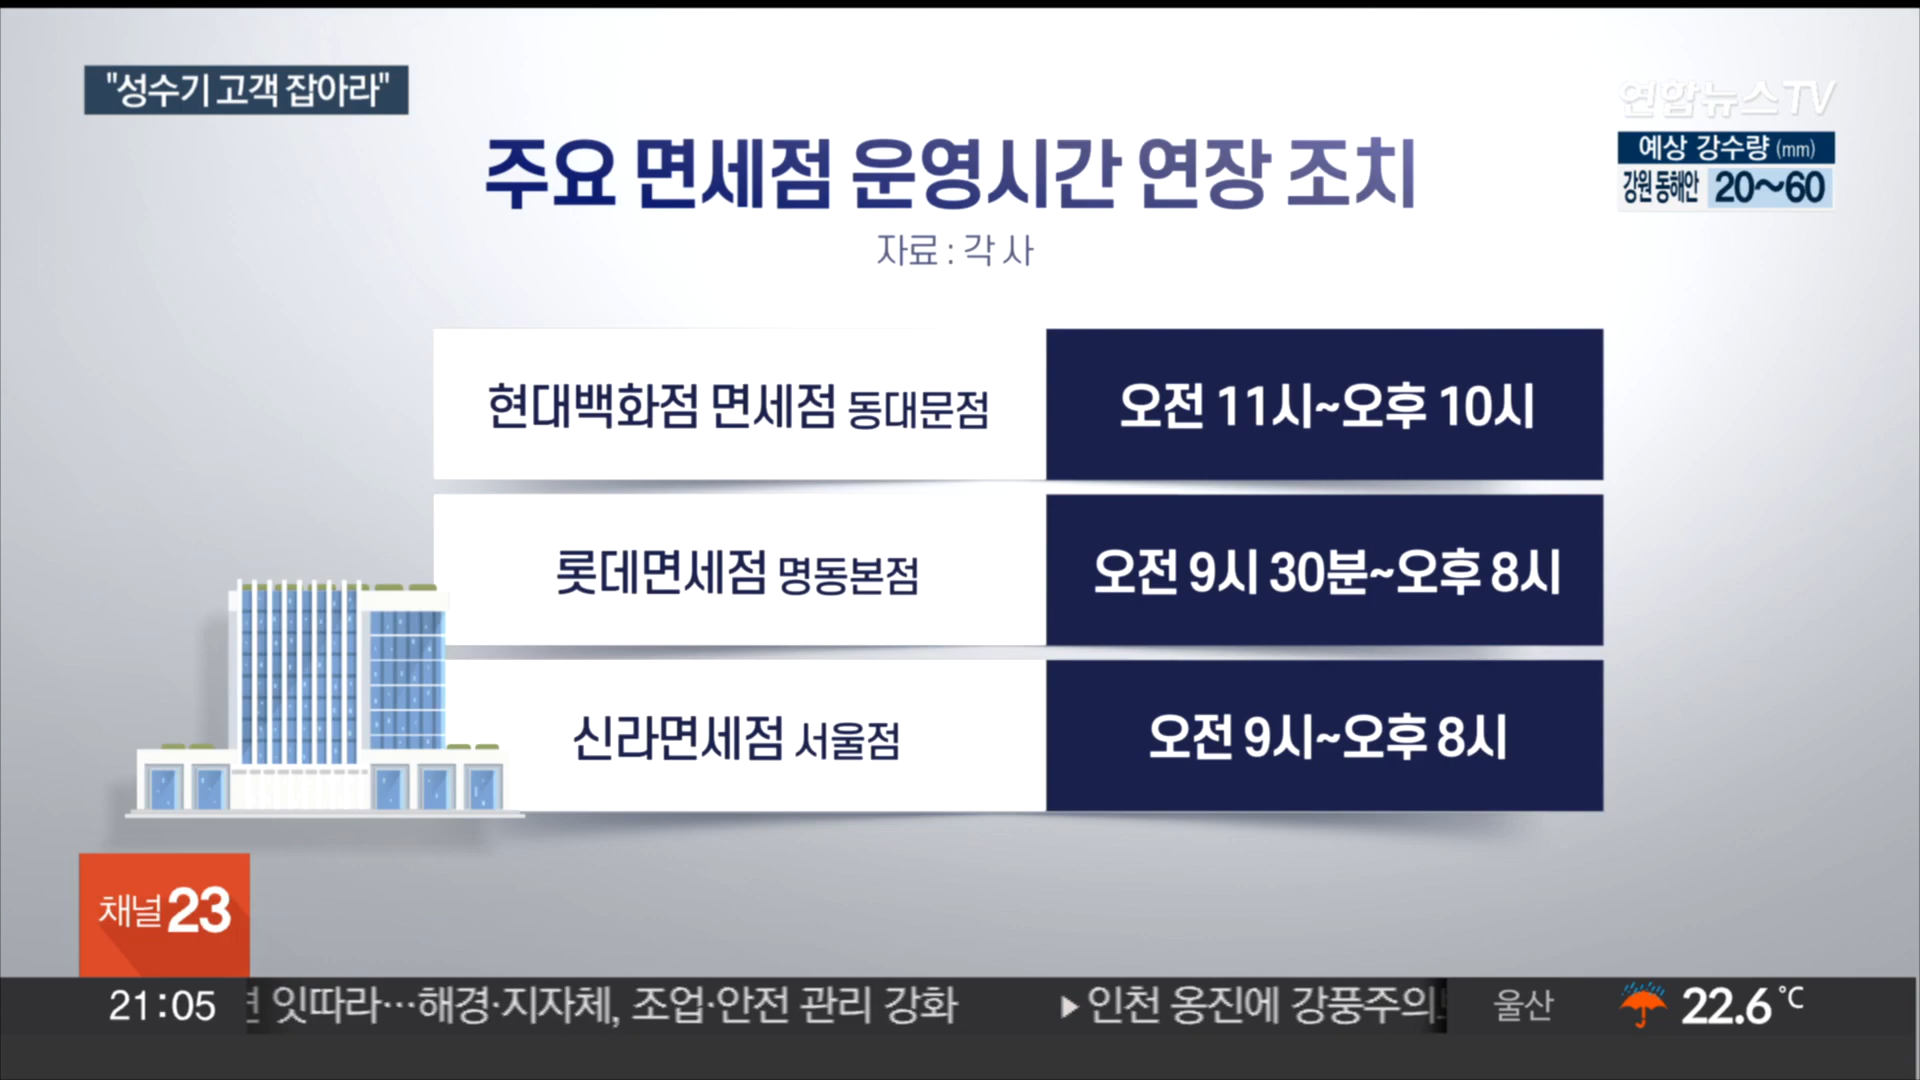 "성수기 고객 잡아라"
연합뉴스TV
예상 강수량 (mm)
강원 동해안 20~60
주요 면세점 운영시간 연장 조치
자료 : 각 사
현대백화점 면세점 동대문점 오전 11시~오후 10시
롯데면세점 명동본점 오전 9시 30분~오후 8시
신라면세점 서울점 오전 9시~오후 8시
채널 23
21:05 잇따라…해경·지자체, 조업·안전 관리 강화 ▶인천 옹진에 강풍주의 울산 22.6℃